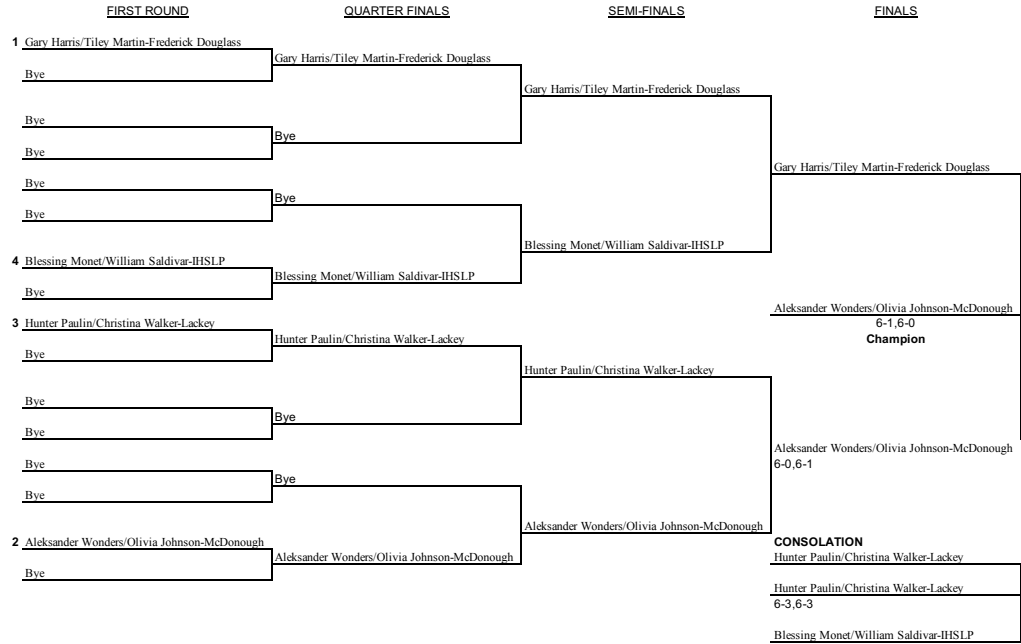 FIRST ROUND QUARTER FINALS SEMI-FINALS FINALS
1 Gary Harris/Tiley Martin-Frederick Douglass
Gary Harris/Tiley Martin-Frederick Douglass
Bye
Gary Harris/Tiley Martin-Frederick Douglass
Bye
Bye
Bye
Gary Harris/Tiley Martin-Frederick Douglass
Bye
Bye
Bye
Blessing Monet/William Saldivar-IHSLP
4 Blessing Monet/William Saldivar-IHSLP
Blessing Monet/William Saldivar-IHSLP
Bye
Aleksander Wonders/Olivia Johnson-McDonough
3 Hunter Paulin/Christina Walker-Lackey
6-1,6-0
Hunter Paulin/Christina Walker-Lackey
Champion
Bye
Hunter Paulin/Christina Walker-Lackey
Bye
Bye
Bye
Aleksander Wonders/Olivia Johnson-McDonough
Bye
6-0,6-1
Bye
Bye
Aleksander Wonders/Olivia Johnson-McDonough
2 Aleksander Wonders/Olivia Johnson-McDonough
CONSOLATION
Aleksander Wonders/Olivia Johnson-McDonough
Hunter Paulin/Christina Walker-Lackey
Bye
Hunter Paulin/Christina Walker-Lackey
6-3,6-3
Blessing Monet/William Saldivar-IHSLP